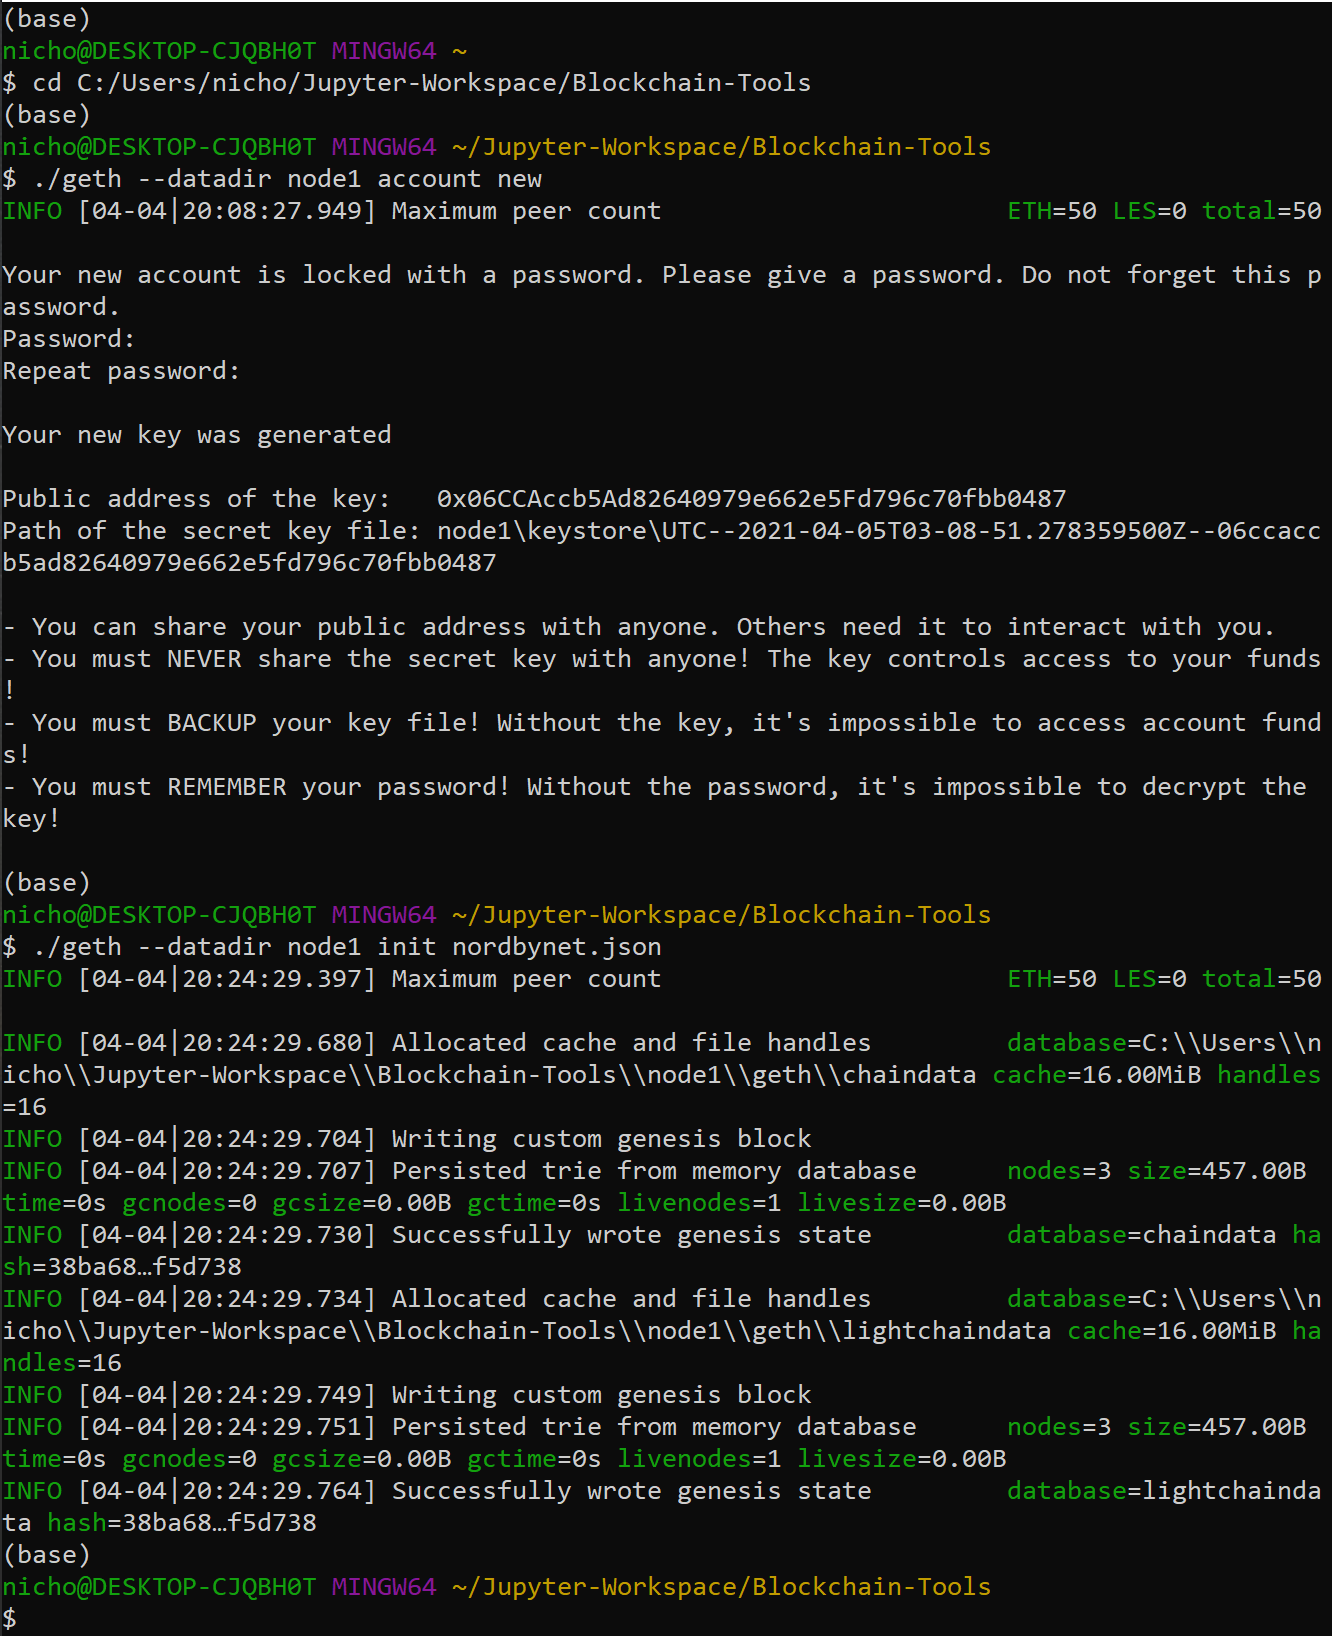 (base)
nicho@DESKTOP-CJQBH0T MINGW64 ~
$ cd C:/Users/nicho/Jupyter-Workspace/Blockchain-Tools
(base)
nicho@DESKTOP-CJQBH0T MINGW64 ~/Jupyter-Workspace/Blockchain-Tools
$ ./geth --datadir node1 account new
INFO [04-04|20:08:27.949] Maximum peer count                       ETH=50 LES=0 total=50
Your new account is locked with a password. Please give a password. Do not forget this p
assword.
Password:
Repeat password:
Your new key was generated
Public address of the key:   0x06CCAccb5Ad82640979e662e5Fd796c70fbb0487
Path of the secret key file: node1\keystore\UTC--2021-04-05T03-08-51.278359500Z--06ccacc
b5ad82640979e662e5fd796c70fbb0487
- You can share your public address with anyone. Others need it to interact with you.
- You must NEVER share the secret key with anyone! The key controls access to your funds
!
- You must BACKUP your key file! Without the key, it's impossible to access account fund
s!
- You must REMEMBER your password! Without the password, it's impossible to decrypt the
key!
(base)
nicho@DESKTOP-CJQBH0T MINGW64 ~/Jupyter-Workspace/Blockchain-Tools
$ ./geth --datadir node1 init nordbynet.json
INFO [04-04|20:24:29.397] Maximum peer count                       ETH=50 LES=0 total=50
INFO [04-04|20:24:29.680] Allocated cache and file handles         database=C:\\Users\\n
icho\\Jupyter-Workspace\\Blockchain-Tools\\node1\\geth\\chaindata cache=16.00MiB handles
=16
INFO [04-04|20:24:29.704] Writing custom genesis block
INFO [04-04|20:24:29.707] Persisted trie from memory database      nodes=3 size=457.00B
time=0s gcnodes=0 gcsize=0.00B gctime=0s livenodes=1 livesize=0.00B
INFO [04-04|20:24:29.730] Successfully wrote genesis state         database=chaindata ha
sh=38ba68…f5d738
INFO [04-04|20:24:29.734] Allocated cache and file handles         database=C:\\Users\\n
icho\\Jupyter-Workspace\\Blockchain-Tools\\node1\\geth\\lightchaindata cache=16.00MiB ha
ndles=16
INFO [04-04|20:24:29.749] Writing custom genesis block
INFO [04-04|20:24:29.751] Persisted trie from memory database      nodes=3 size=457.00B
time=0s gcnodes=0 gcsize=0.00B gctime=0s livenodes=1 livesize=0.00B
INFO [04-04|20:24:29.764] Successfully wrote genesis state         database=lightchainda
ta hash=38ba68…f5d738
(base)
nicho@DESKTOP-CJQBH0T MINGW64 ~/Jupyter-Workspace/Blockchain-Tools
$